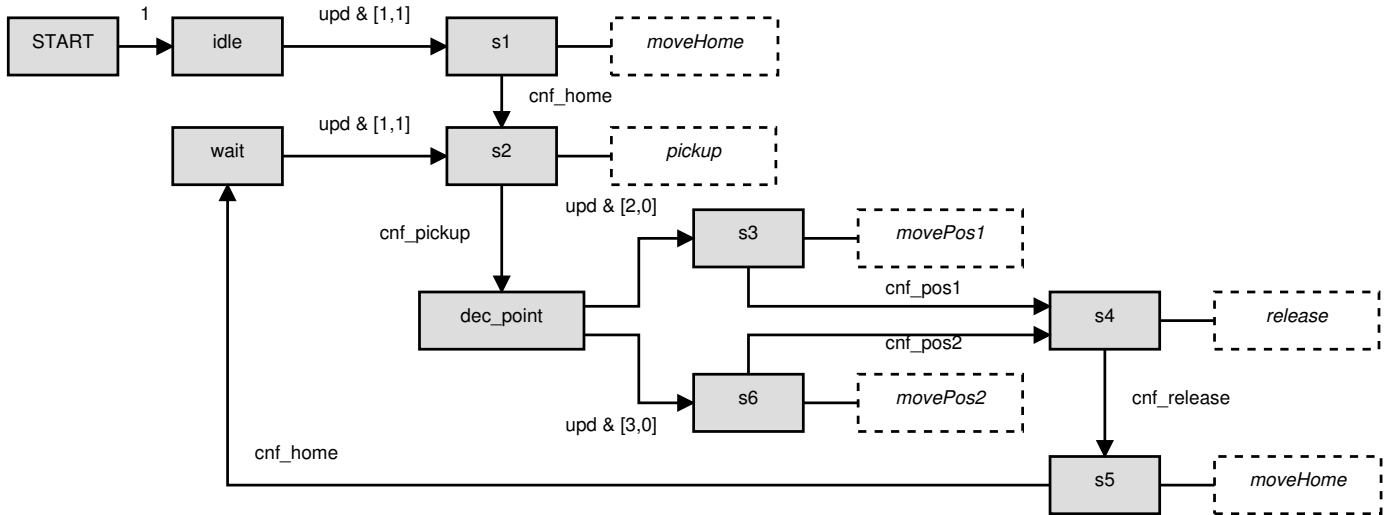 1
upd & [1,1]
START
idle
s1
moveHome
cnf_home
upd & [1,1]
wait
s2
pickup
upd & [2,0]
cnf_pickup
s3
movePos1
cnf_pos1
dec_point
s4
release
cnf_pos2
s6
movePos2
cnf_release
upd & [3,0]
cnf_home
s5
moveHome